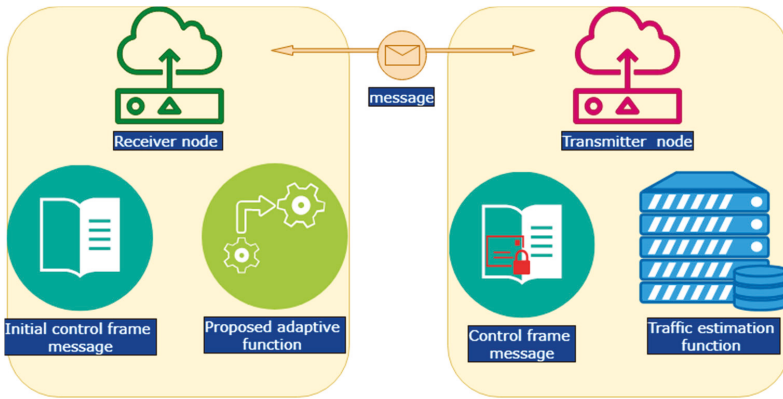 message
Receiver node
Transmitter node
Initial control frame
message
Proposed adaptive
function
Control frame
message
Traffic estimation
function